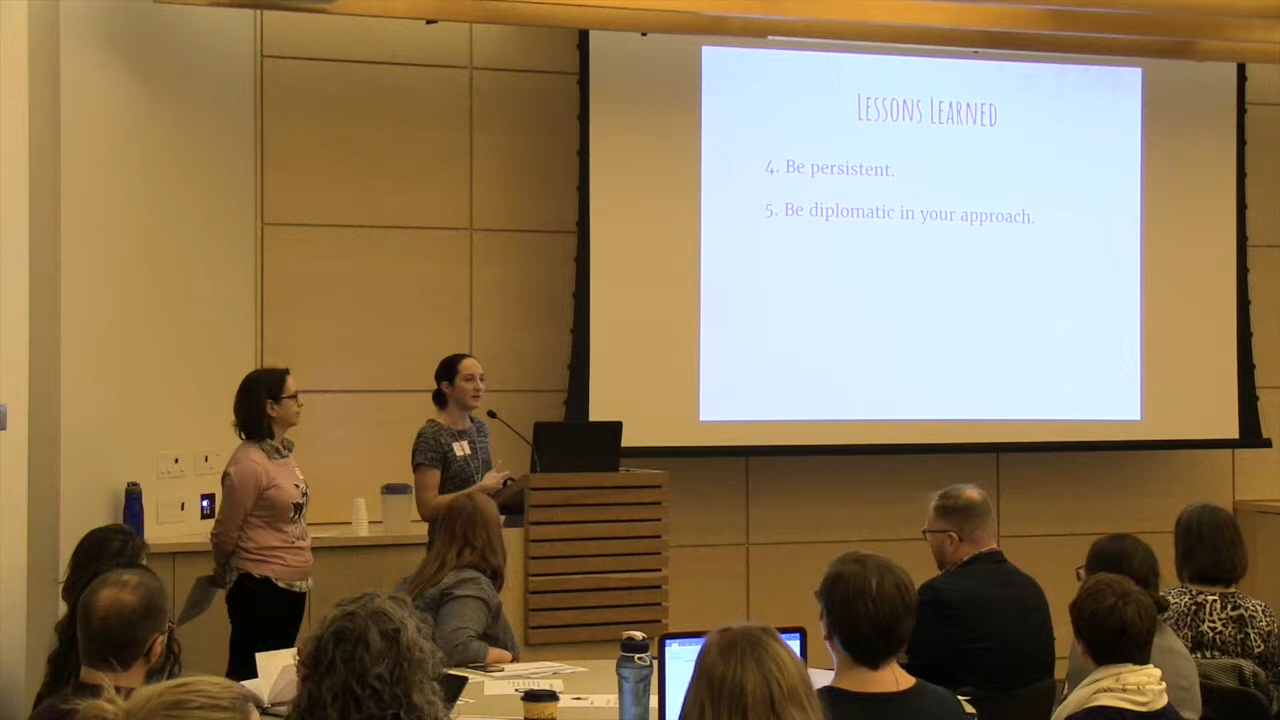 Lessons Learned
4. Be persistent.
5. Be diplomatic in your approach.